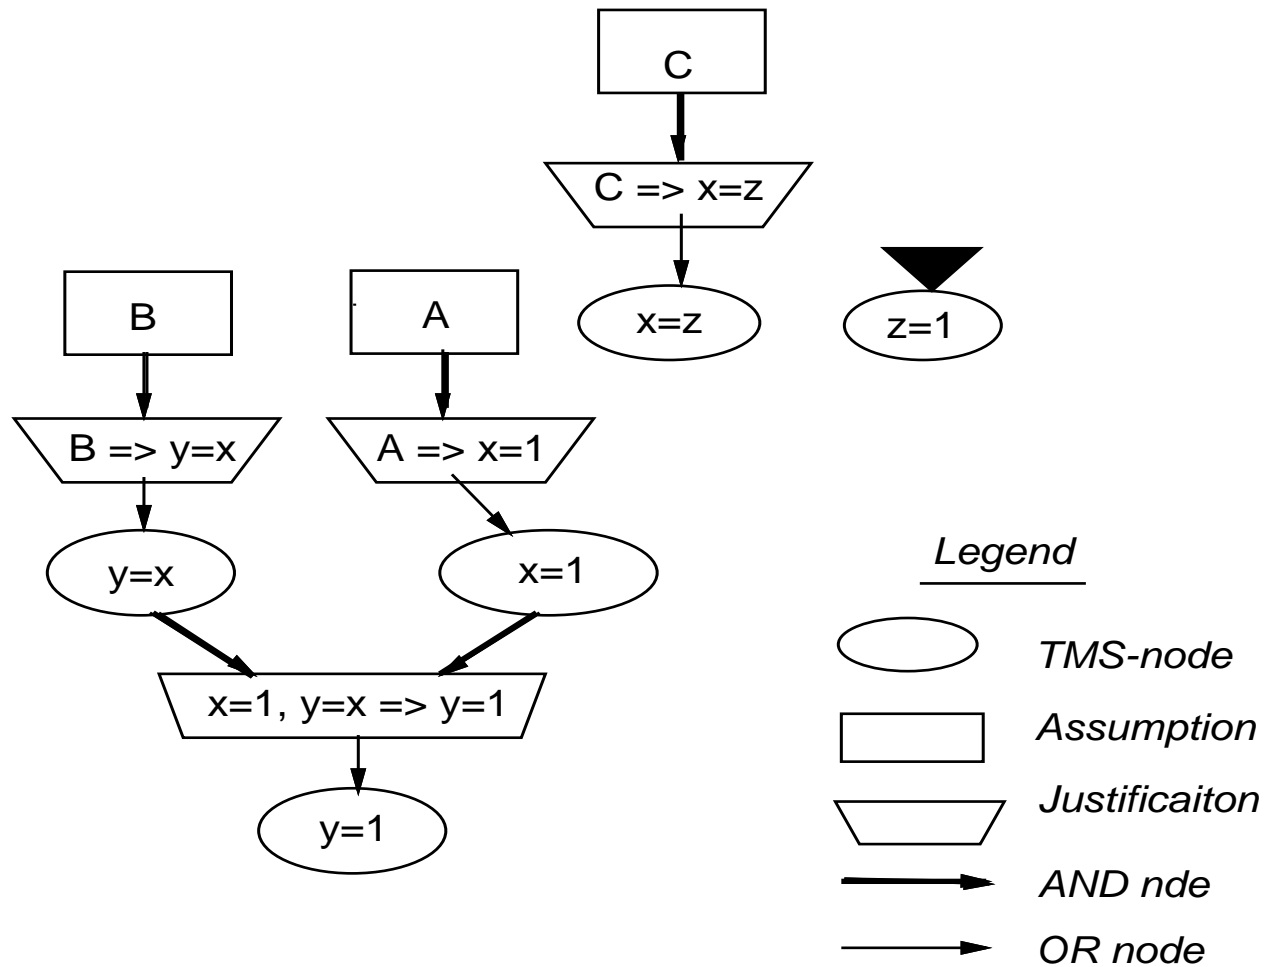 C
C => x=z
x=z
z=1
B
A
B => y=x
A => x=1
y=x
x=1
x=1, y=x => y=1
y=1
Legend
TMS-node
Assumption
Justificaiton
AND nde
OR node